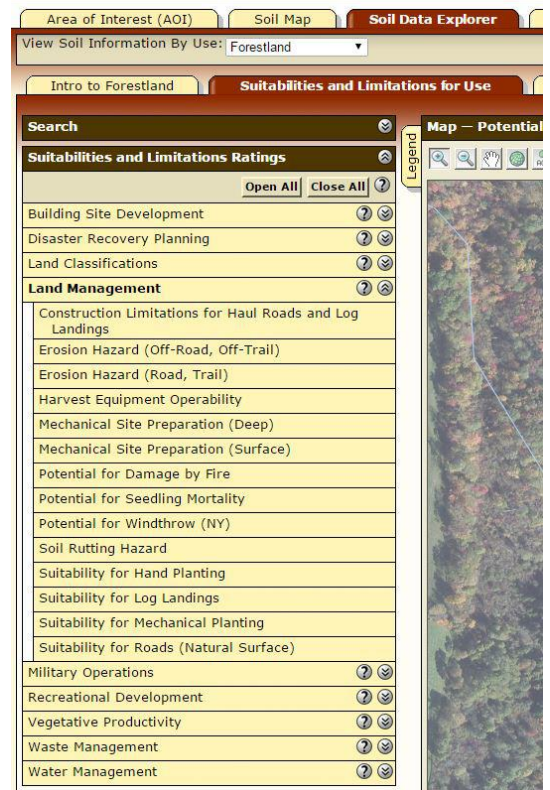 Area of Interest (AOI)
Soil Map
Soil Data Explorer
View Soil Information By Use: Forestland
Intro to Forestland
Suitabilities and Limitations for Use
Search
Map — Potential
Legend
Suitabilities and Limitations Ratings
Open All Close All ?
Building Site Development ?
Disaster Recovery Planning ?
Land Classifications ?
Land Management ?
Construction Limitations for Haul Roads and Log
Landings
Erosion Hazard (Off-Road, Off-Trail)
Erosion Hazard (Road, Trail)
Harvest Equipment Operability
Mechanical Site Preparation (Deep)
Mechanical Site Preparation (Surface)
Potential for Damage by Fire
Potential for Seedling Mortality
Potential for Windthrow (NY)
Soil Rutting Hazard
Suitability for Hand Planting
Suitability for Log Landings
Suitability for Mechanical Planting
Suitability for Roads (Natural Surface)
Military Operations ?
Recreational Development ?
Vegetative Productivity ?
Waste Management ?
Water Management ?